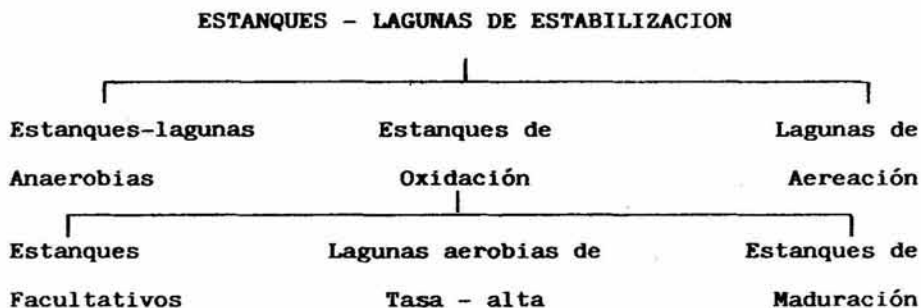 ESTANQUES - LAGUNAS DE ESTABILIZACION
Estanques-lagunas Estanques de Lagunas de
Anaerobias Oxidación Aereación
Estanques Lagunas aerobias de Estanques de
Facultativos Tasa - alta Maduración